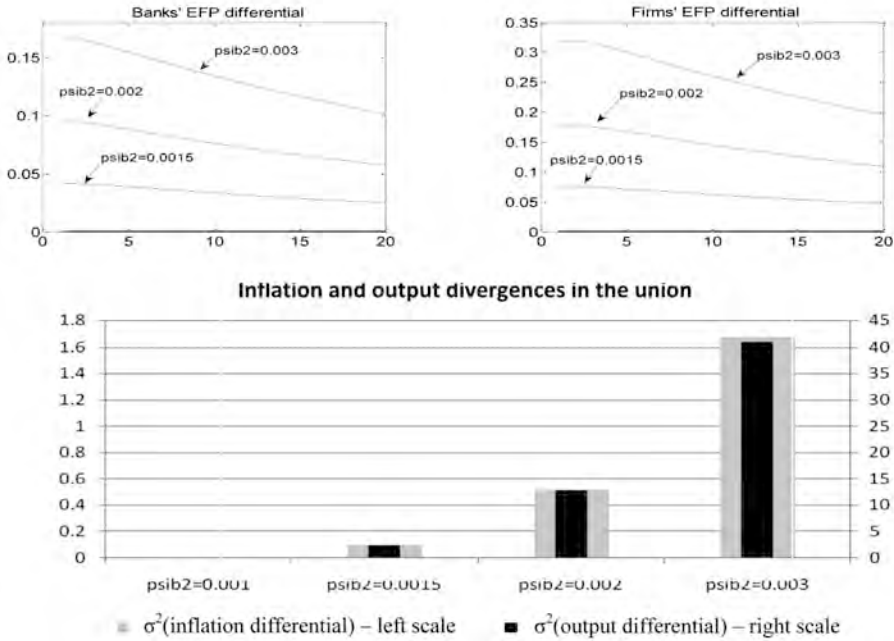 Banks' EFP differential
0.15
0.1
0.05
0
psib2=0.003
psib2=0.002
psib2=0.0015
0 5 10 15 20
Firms' EFP differential
0.35
0.3
0.25
0.2
0.15
0.1
0.05
0
psib2=0.003
psib2=0.002
psib2=0.0015
0 5 10 15 20
Inflation and output divergences in the union
1.8
1.6
1.4
1.2
1
0.8
0.6
0.4
0.2
0
45
40
35
30
25
20
15
10
5
0
psib2=0.001 psib2=0.0015 psib2=0.002 psib2=0.003
σ²(inflation differential) – left scale σ²(output differential) – right scale